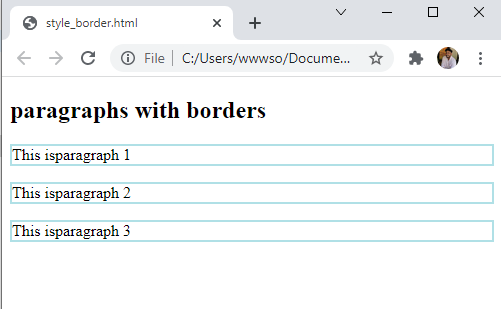 style_border.html
File | C:/Users/wwwso/Docume...
paragraphs with borders
This isparagraph 1
This isparagraph 2
This isparagraph 3